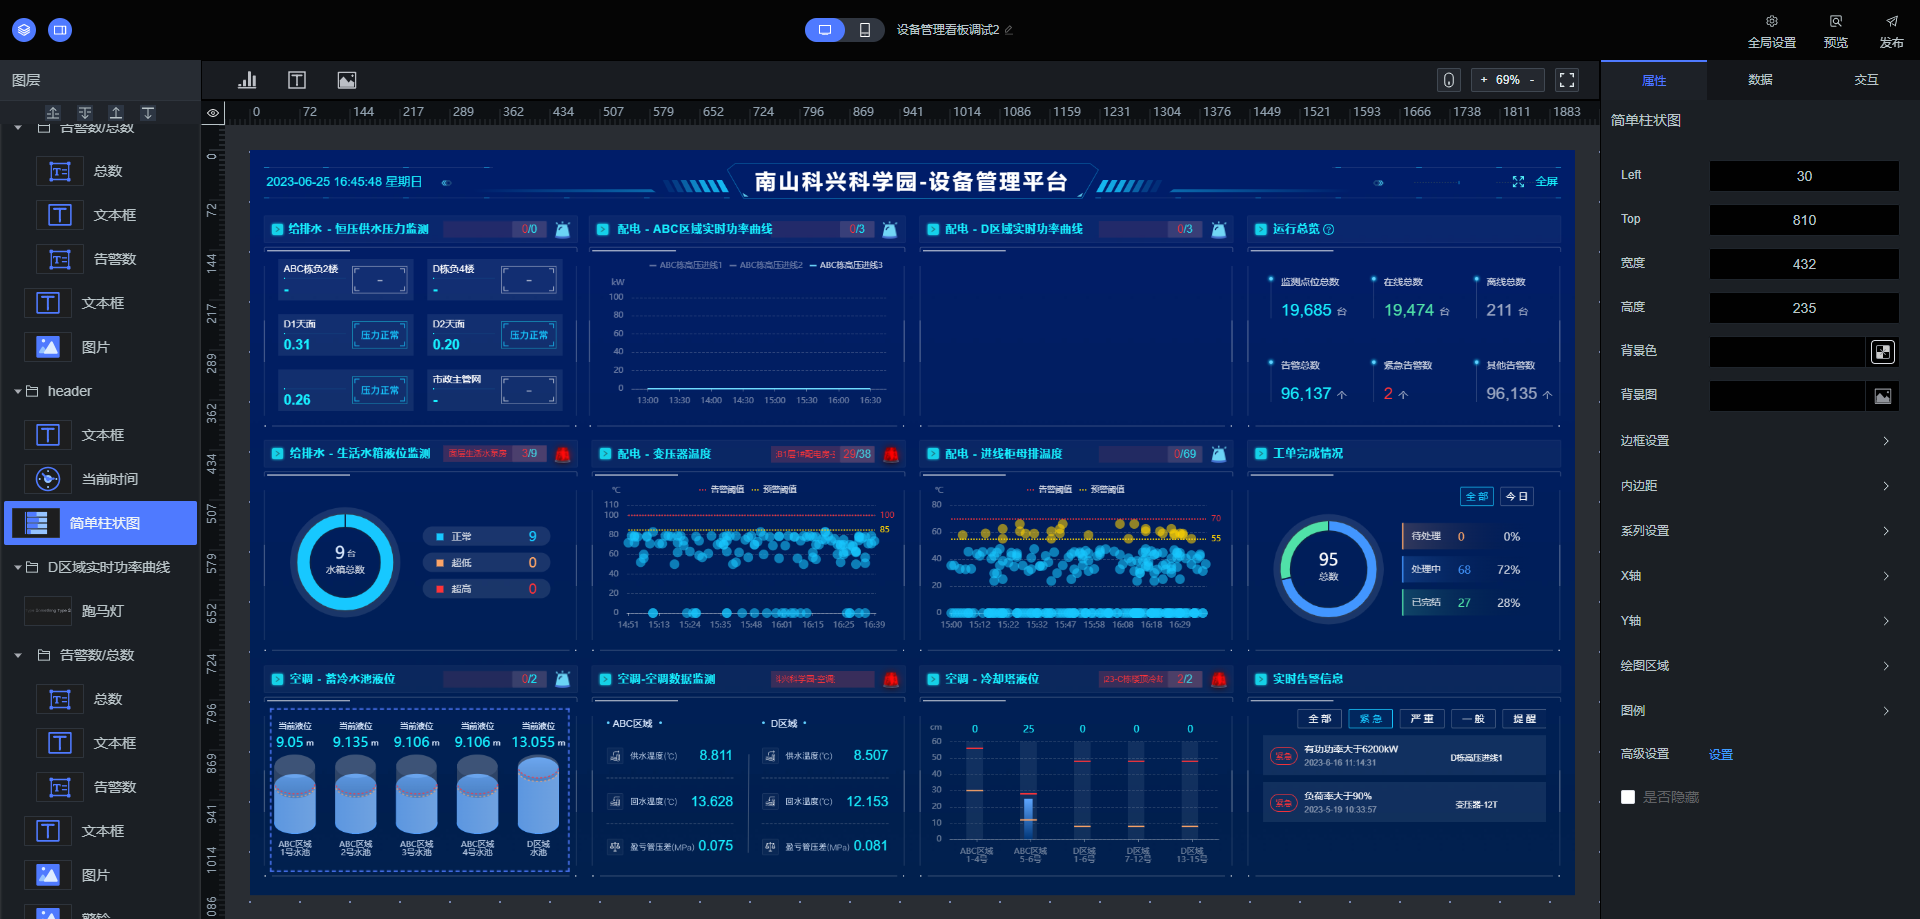 设备管理看板调试2
全局设置
预览
发布
图层
+ 69% -
属性
数据
交互
0 72 144 217 289 362 434 507 579 652 724 796 869 941 1014 1086 1159 1231 1304 1376 1449 1521 1593 1666 1738 1811 1883
0 72 144 217 289 362 434 507 579 652 724 796 869 941 1014 1086
告警数/总数
总数
文本框
告警数
文本框
图片
header
文本框
当前时间
简单柱状图
D区域实时功率曲线
跑马灯
告警数/总数
总数
文本框
告警数
文本框
图片
警铃
2023-06-25 16:45:48 星期日
南山科兴科学园-设备管理平台
全屏
给排水 - 恒压供水压力监测
0/0
ABC栋负2楼
-
-
D栋负4楼
-
-
D1天面
0.31
压力正常
D2天面
0.20
压力正常
0.26
压力正常
市政主管网
-
-
配电 - ABC区域实时功率曲线
0/3
ABC栋高压进线1 ABC栋高压进线2 ABC栋高压进线3
kW
100
80
60
40
20
0
13:00 13:30 14:00 14:30 15:00 15:30 16:00 16:30
配电 - D区域实时功率曲线
0/3
运行总览
监测点位总数
19,685 台
在线总数
19,474 台
离线总数
211 台
告警总数
96,137 个
紧急告警数
2 个
其他告警数
96,135 个
给排水 - 生活水箱液位监测
3/9
9台
水箱总数
正常 9
超低 0
超高 0
配电 - 变压器温度
29/38
℃
告警阈值 预警阈值
110
100
80
60
40
20
0
100
85
14:51 15:13 15:24 15:35 15:48 16:01 16:15 16:25 16:39
配电 - 进线柜母排温度
0/69
℃
告警阈值 预警阈值
80
60
40
20
0
70
55
15:00 15:12 15:22 15:32 15:47 15:58 16:08 16:18 16:29
工单完成情况
全部
今日
95
总数
待处理 0 0%
处理中 68 72%
已完结 27 28%
空调 - 蓄冷水池液位
0/2
当前液位 当前液位 当前液位 当前液位 当前液位
9.05 m 9.135 m 9.106 m 9.106 m 13.055 m
ABC区域 ABC区域 ABC区域 ABC区域 D区域
1号水池 2号水池 3号水池 4号水池 水池
空调-空调数据监测
ABC区域
D区域
供水温度(℃) 8.811
供水温度(℃) 8.507
回水温度(℃) 13.628
回水温度(℃) 12.153
盈亏管压差(MPa) 0.075
盈亏管压差(MPa) 0.081
空调 - 冷却塔液位
2/2
cm
0 25 0 0 0
60
50
40
30
20
10
0
ABC区域 ABC区域 D区域 D区域 D区域
1-4号 5-6号 1-6号 7-12号 13-15号
实时告警信息
全部 紧急 严重 一般 提醒
紧急
有功功率大于6200kW
2023-6-16 11:14:31
D栋高压进线1
紧急
负荷率大于90%
2023-5-19 10:33:57
变压器-12T
简单柱状图
Left 30
Top 810
宽度 432
高度 235
背景色
背景图
边框设置
内边距
系列设置
X轴
Y轴
绘图区域
图例
高级设置 设置
是否隐藏